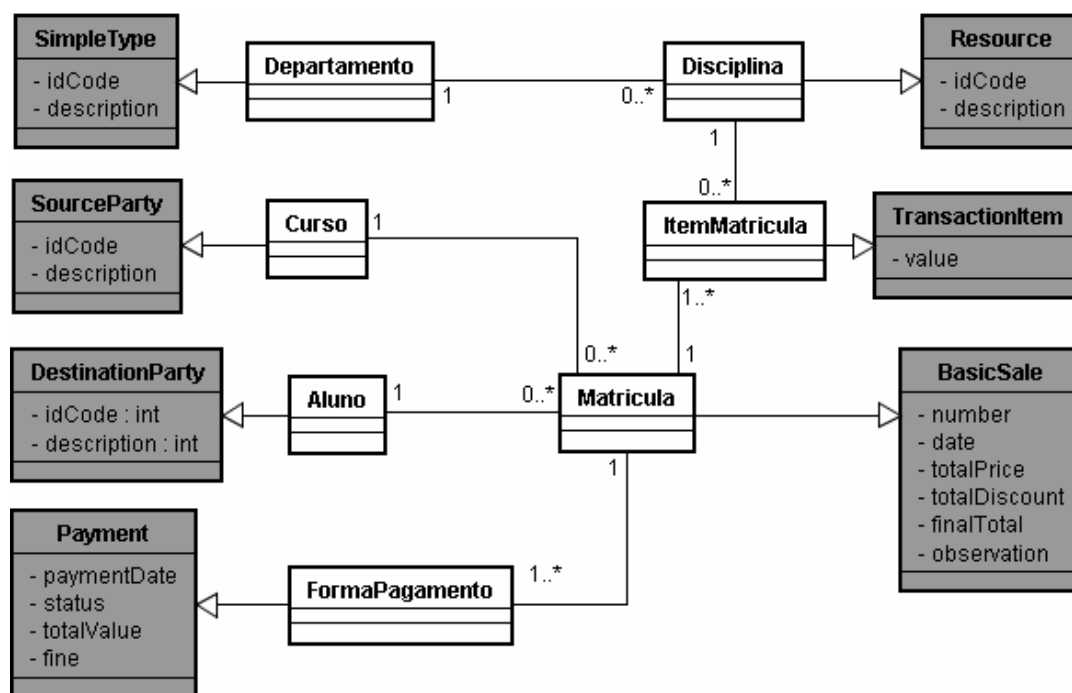 SimpleType
- idCode
- description
Departamento
1
0..*
Disciplina
1
Resource
- idCode
- description
SourceParty
- idCode
- description
Curso
1
0..*
0..*
ItemMatricula
1..*
1
TransactionItem
- value
DestinationParty
- idCode : int
- description : int
Aluno
1
0..*
Matricula
1
BasicSale
- number
- date
- totalPrice
- totalDiscount
- finalTotal
- observation
Payment
- paymentDate
- status
- totalValue
- fine
FormaPagamento
1..*